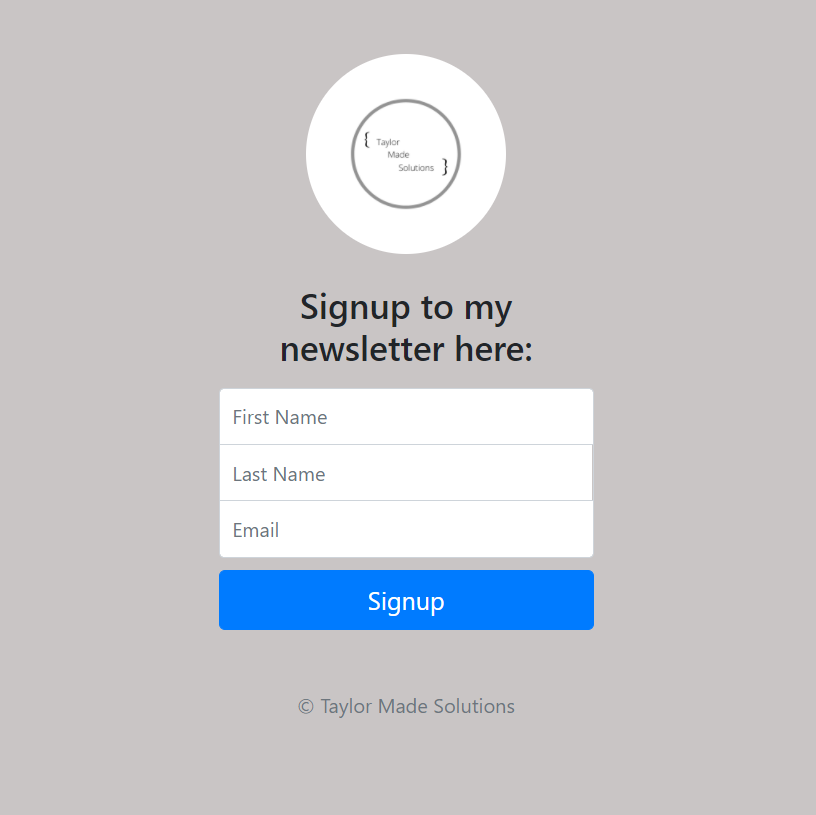 { Taylor
Made
Solutions }
Signup to my
newsletter here:
First Name
Last Name
Email
Signup
© Taylor Made Solutions